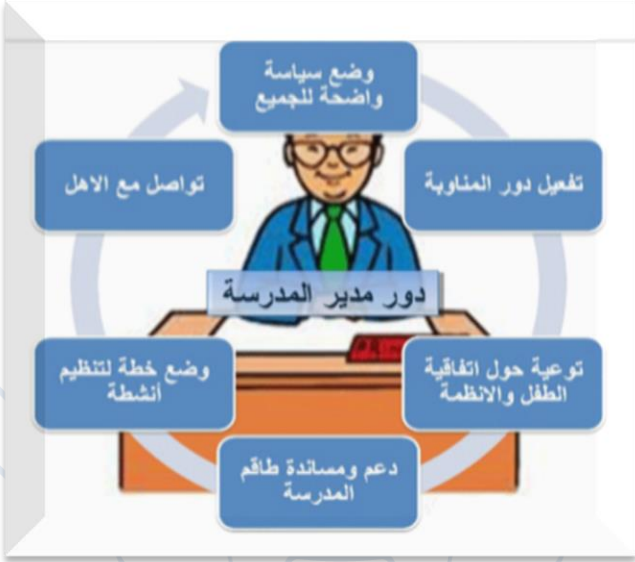 وضع سياسة
واضحة للجميع
تفعيل دور المناوبة
توعية حول اتفاقية
الطفل والانظمة
دعم ومساندة طاقم
المدرسة
وضع خطة لتنظيم
أنشطة
تواصل مع الاهل
دور مدير المدرسة